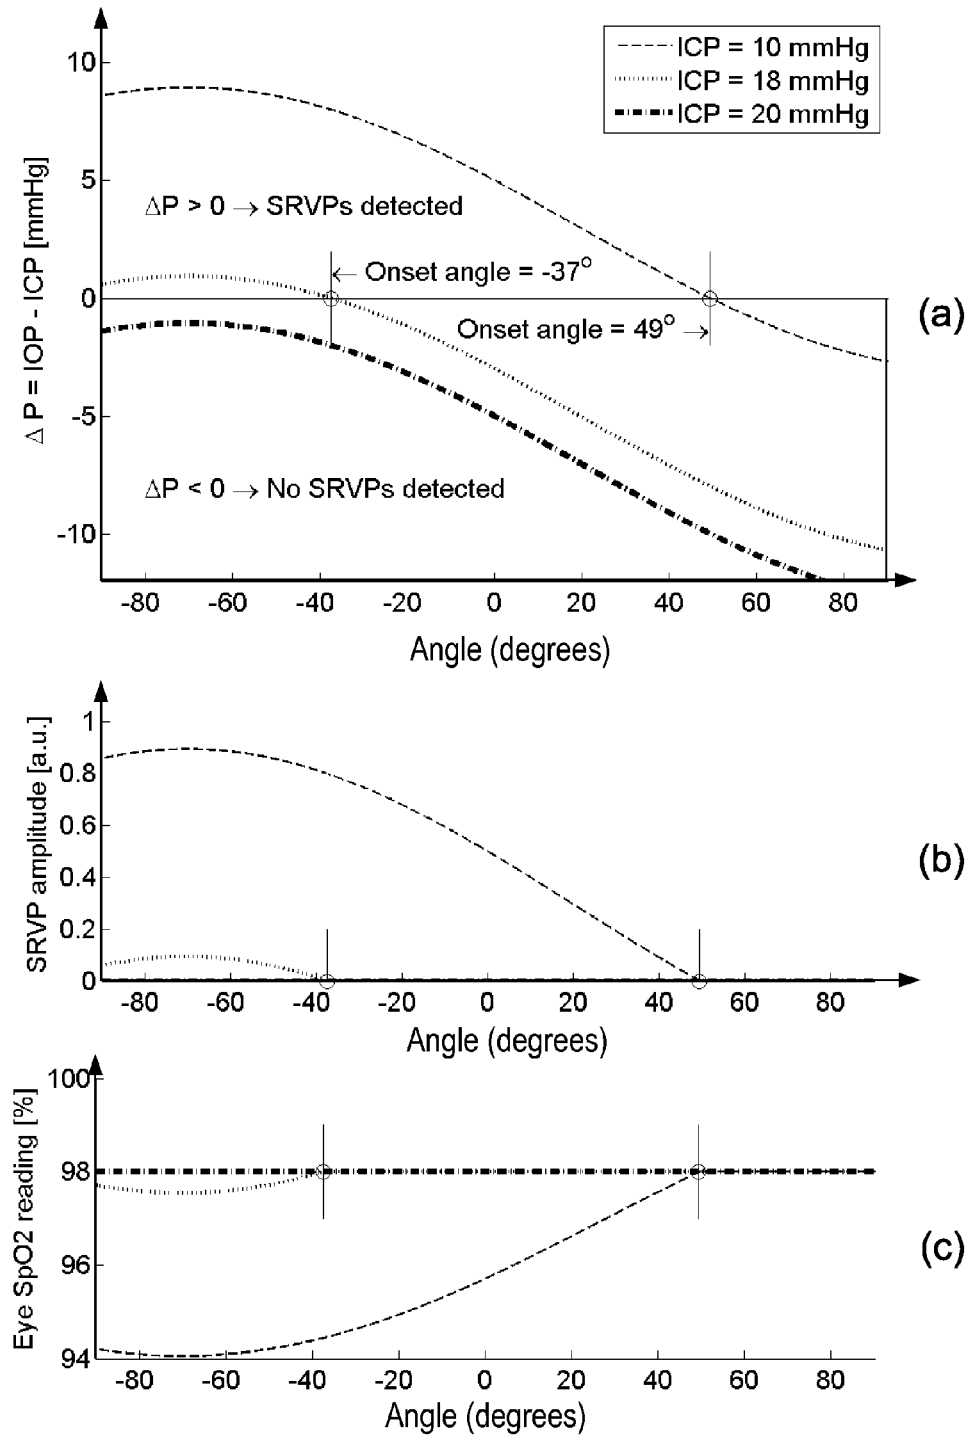 ICP = 10 mmHg
ICP = 18 mmHg
ICP = 20 mmHg
Δ P = IOP - ICP [mmHg]
10
5
0
-5
-10
ΔP > 0 → SRVPs detected
← Onset angle = -37°
Onset angle = 49° →
ΔP < 0 → No SRVPs detected
(a)
-80 -60 -40 -20 0 20 40 60 80
Angle (degrees)
SRVP amplitude [a.u.]
1
0.8
0.6
0.4
0.2
0
(b)
-80 -60 -40 -20 0 20 40 60 80
Angle (degrees)
Eye SpO2 reading [%]
100
98
96
94
(c)
-80 -60 -40 -20 0 20 40 60 80
Angle (degrees)